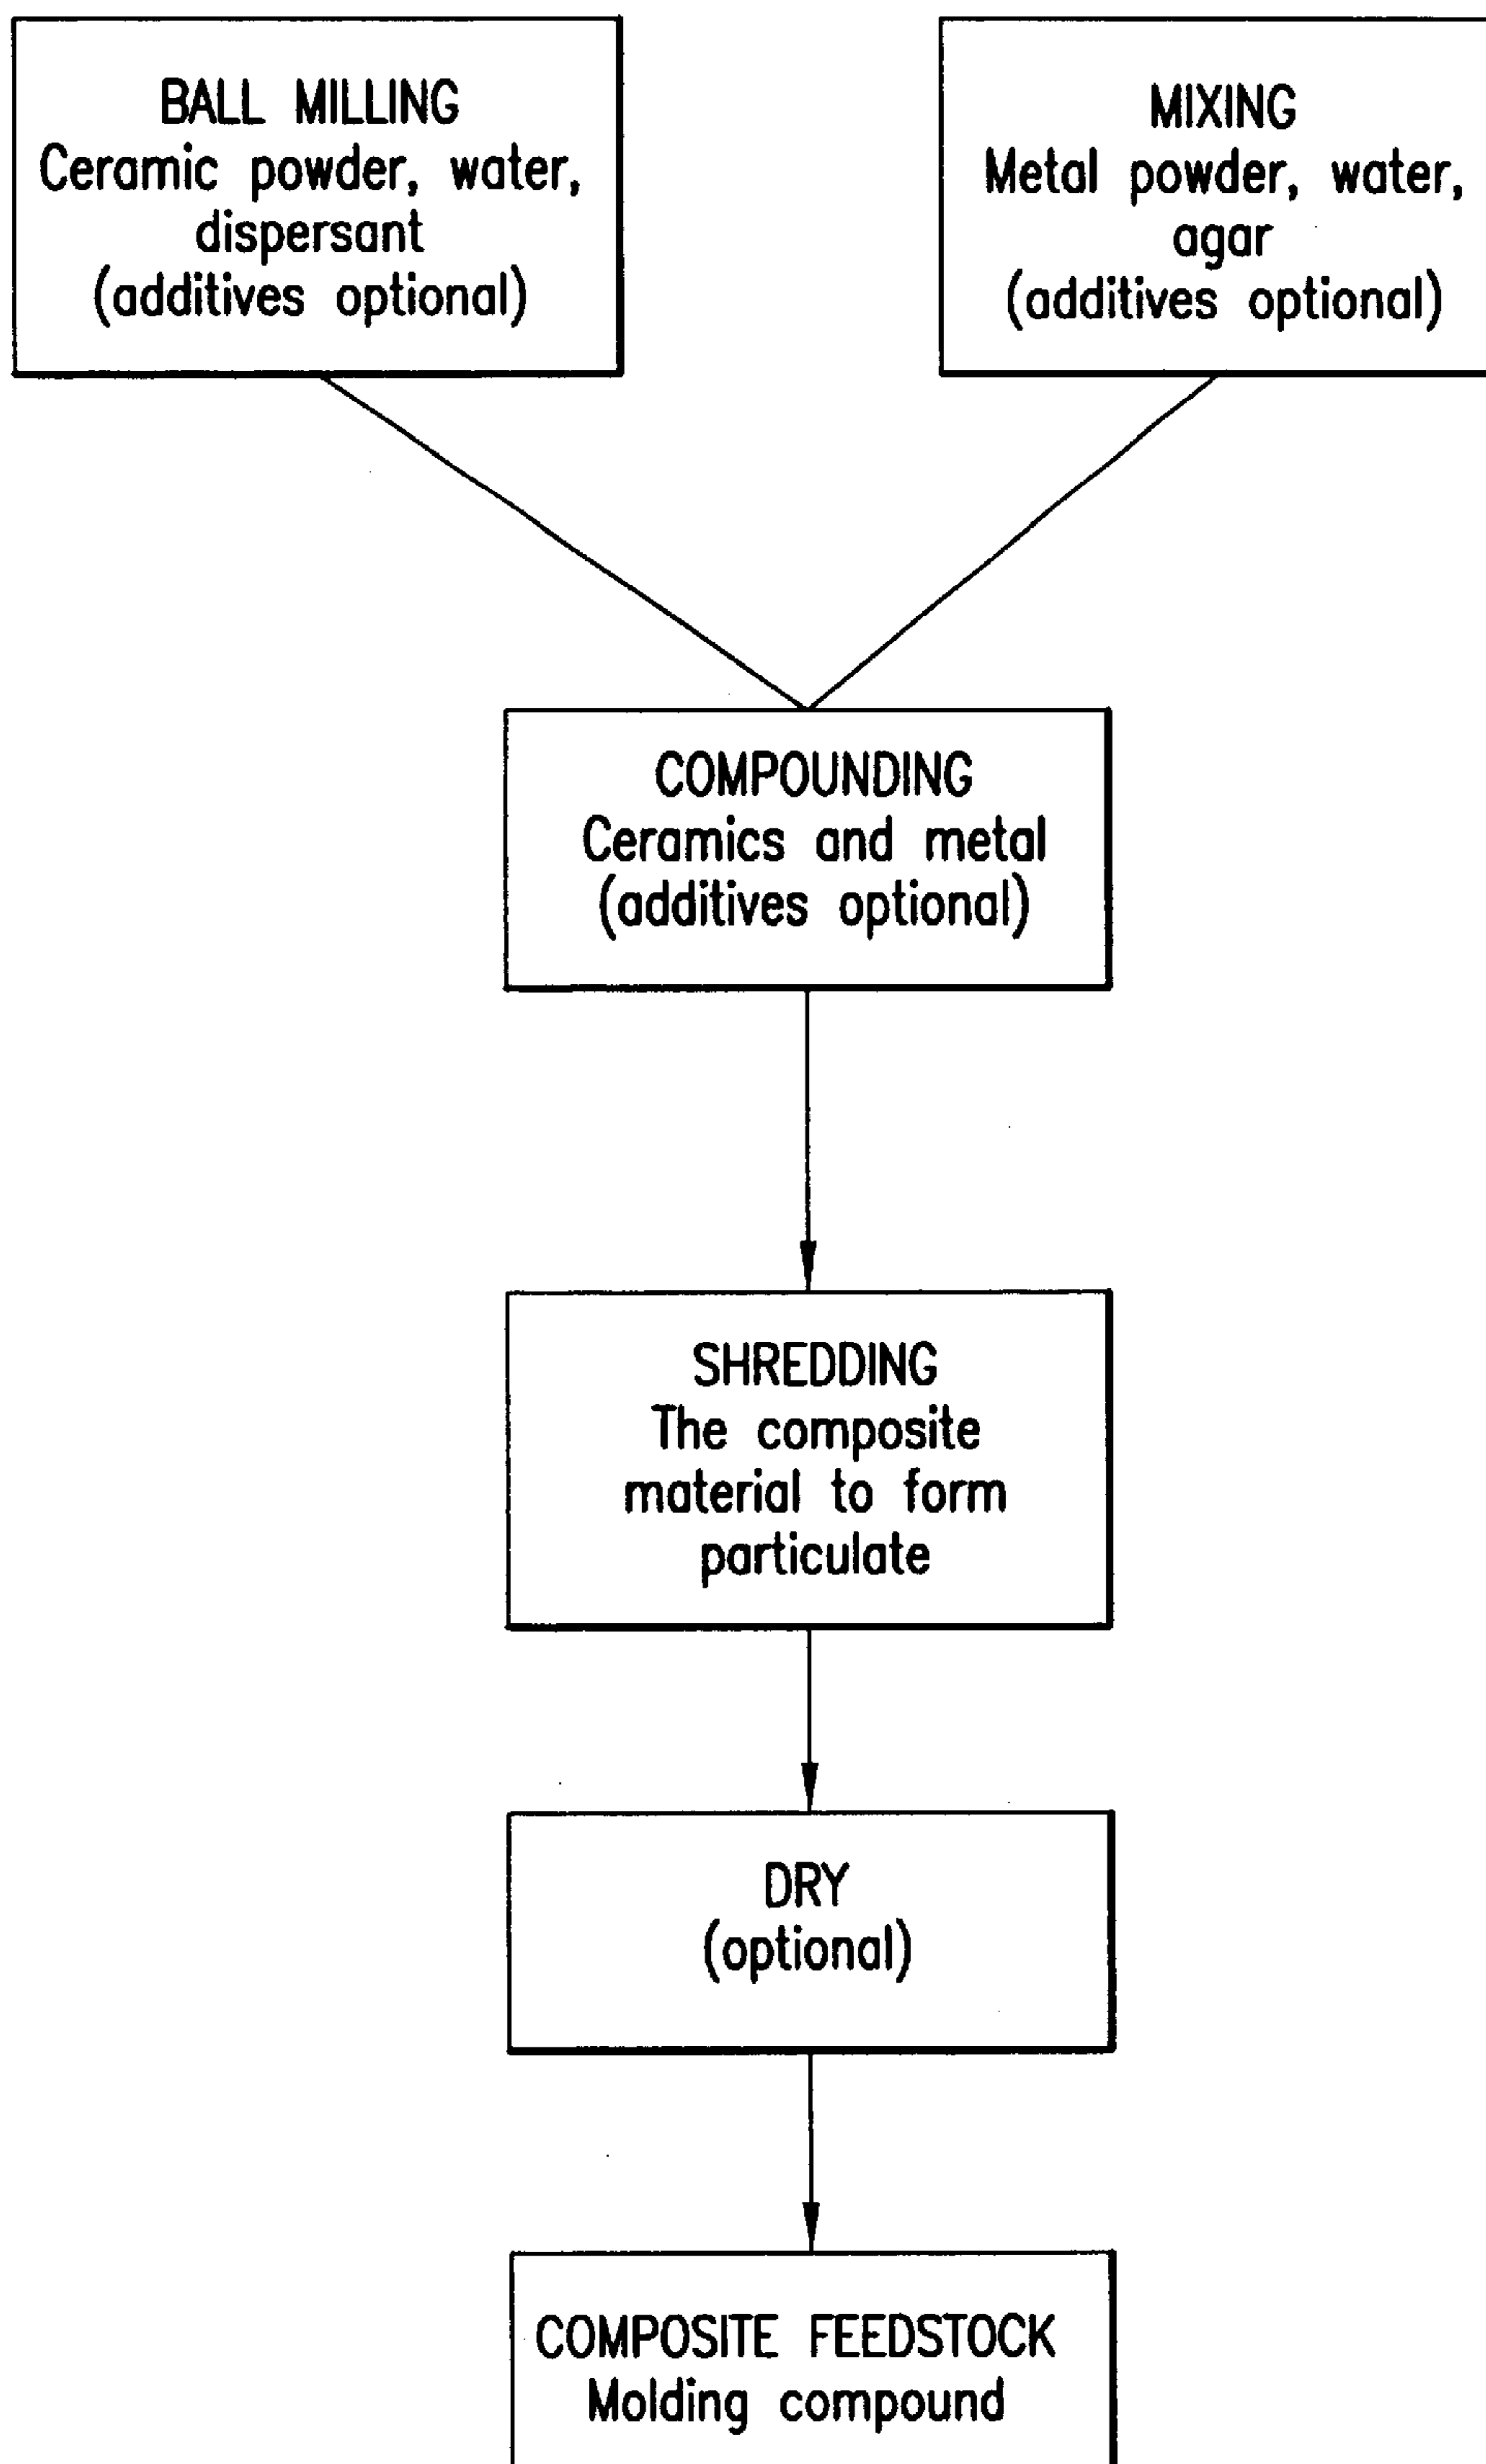 BALL MILLING
Ceramic powder, water,
dispersant
(additives optional)
MIXING
Metal powder, water,
agar
(additives optional)
COMPOUNDING
Ceramics and metal
(additives optional)
SHREDDING
The composite
material to form
particulate
DRY
(optional)
COMPOSITE FEEDSTOCK
Molding compound